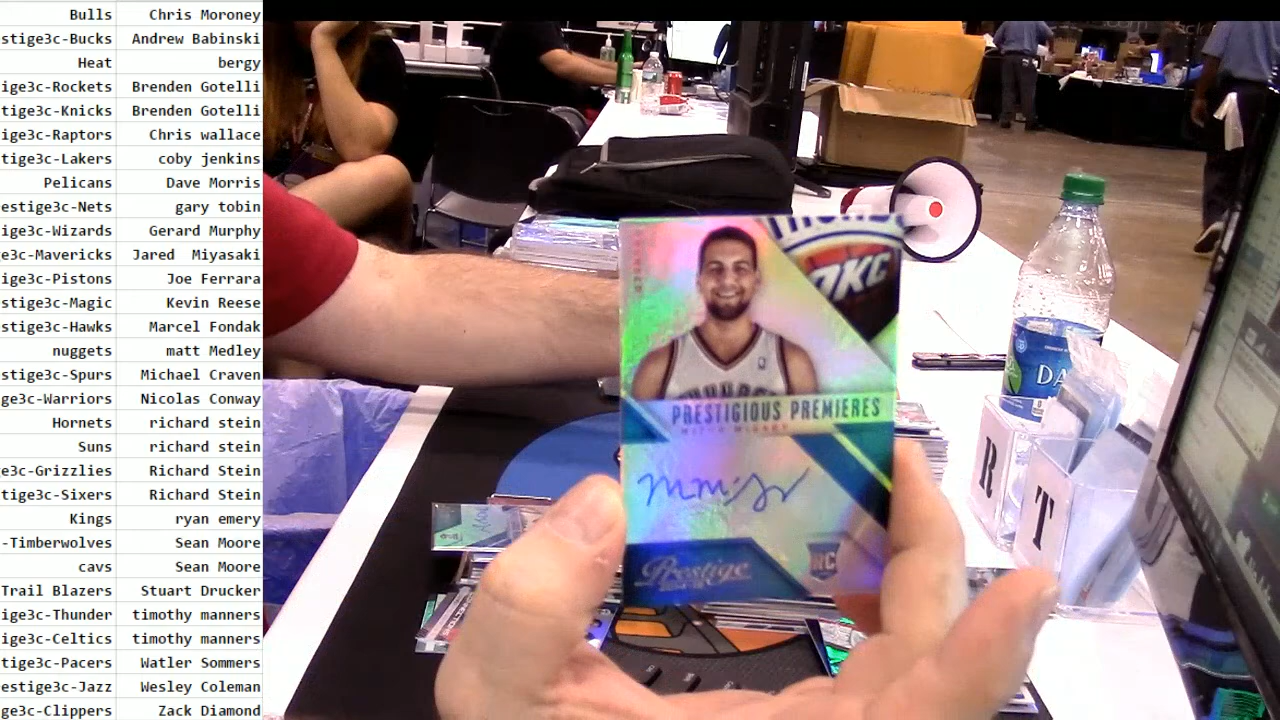 Bulls Chris Moroney
stige3c-Bucks Andrew Babinski
Heat bergy
ige3c-Rockets Brenden Gotelli
tige3c-Knicks Brenden Gotelli
ige3c-Raptors Chris wallace
tige3c-Lakers coby jenkins
Pelicans Dave Morris
estige3c-Nets gary tobin
ge3c-Wizards Gerard Murphy
e3c-Mavericks Jared Miyasaki
ge3c-Pistons Joe Ferrara
stige3c-Magic Kevin Reese
stige3c-Hawks Marcel Fondak
nuggets matt Medley
stige3c-Spurs Michael Craven
ge3c-Warriors Nicolas Conway
Hornets richard stein
Suns richard stein
e3c-Grizzlies Richard Stein
tige3c-Sixers Richard Stein
Kings ryan emery
-Timberwolves Sean Moore
cavs Sean Moore
Trail Blazers Stuart Drucker
ige3c-Thunder timothy manners
ige3c-Celtics timothy manners
tige3c-Pacers Watler Sommers
estige3c-Jazz Wesley Coleman
ge3c-Clippers Zack Diamond
OKC
PRESTIGIOUS PREMIERES
Prestige
RC
DA
R
T